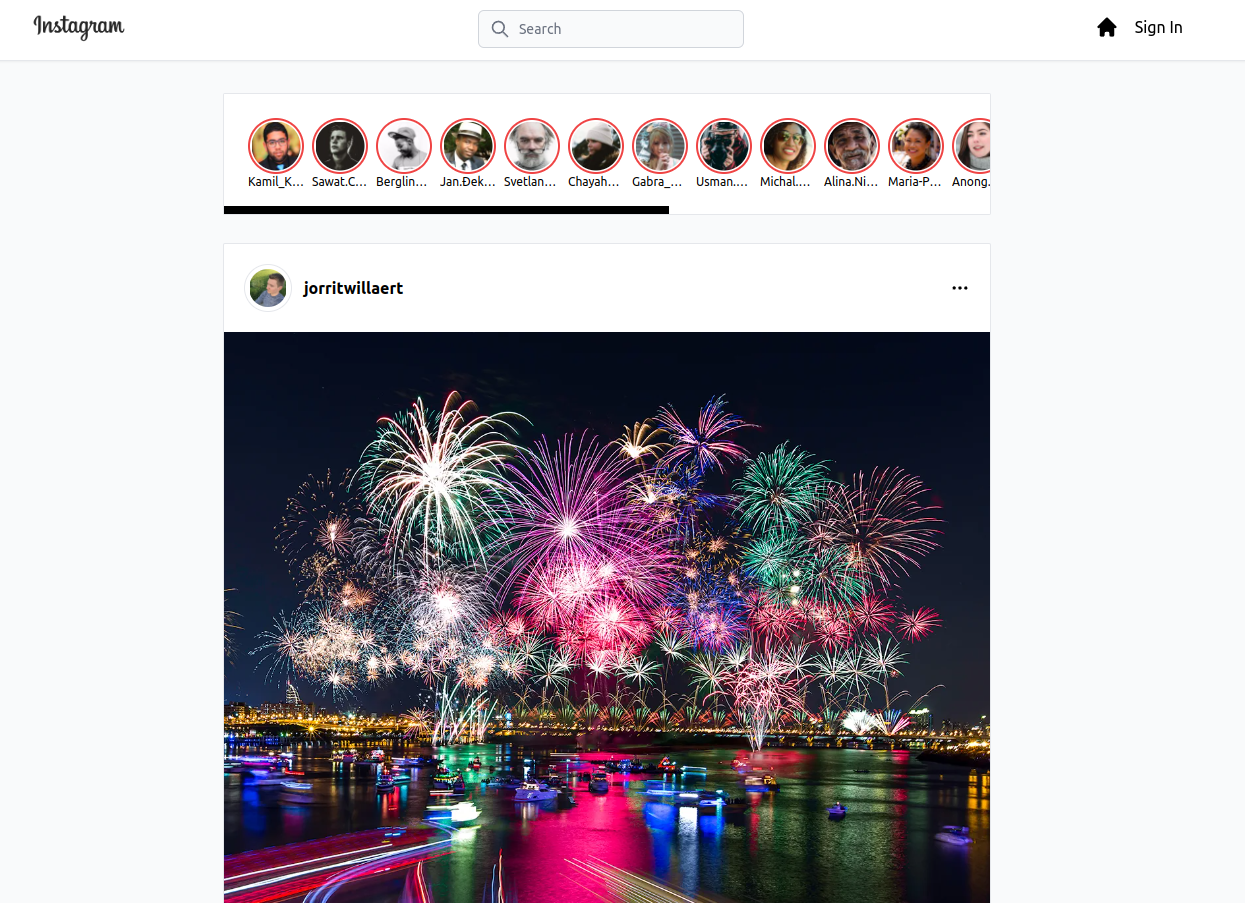 Instagram
Search
Sign In
Kamil_K...
Sawat.C...
Berglin...
Jan.Đek...
Svetlan...
Chayah...
Gabra_...
Usman....
Michal....
Alina.Ni...
Maria-P...
Anong.
jorritwillaert